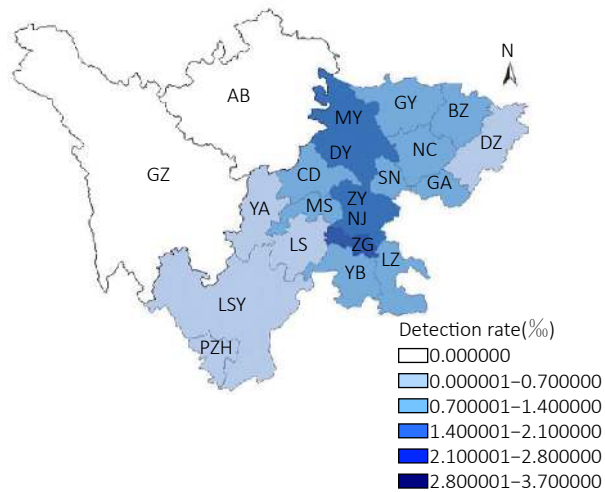 N
AB
MY
GY
BZ
DY
NC
DZ
GZ
CD
SN
GA
YA
MS
ZY
NJ
LS
ZG
YB
LZ
LSY
PZH
Detection rate(‰)
0.000000
0.000001–0.700000
0.700001–1.400000
1.400001–2.100000
2.100001–2.800000
2.800001–3.700000